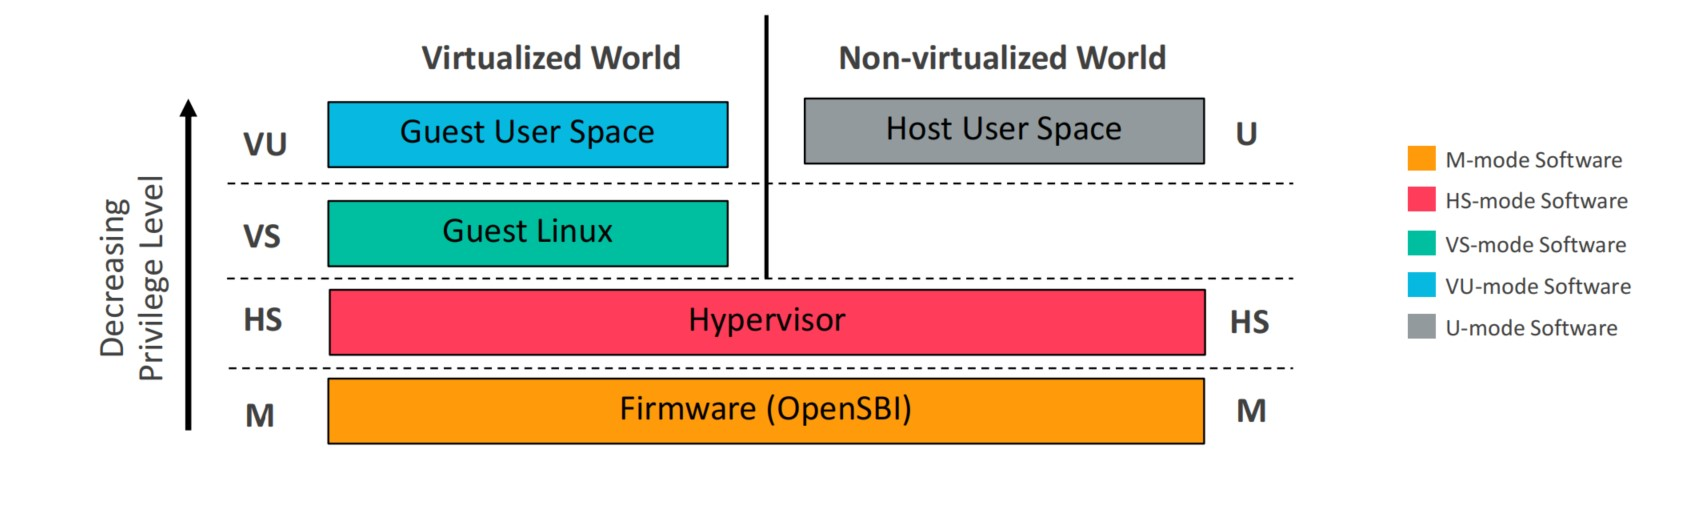 Virtualized World
Non-virtualized World
Decreasing
Privilege Level
VU
Guest User Space
Host User Space
U
VS
Guest Linux
HS
Hypervisor
HS
M
Firmware (OpenSBI)
M
M-mode Software
HS-mode Software
VS-mode Software
VU-mode Software
U-mode Software